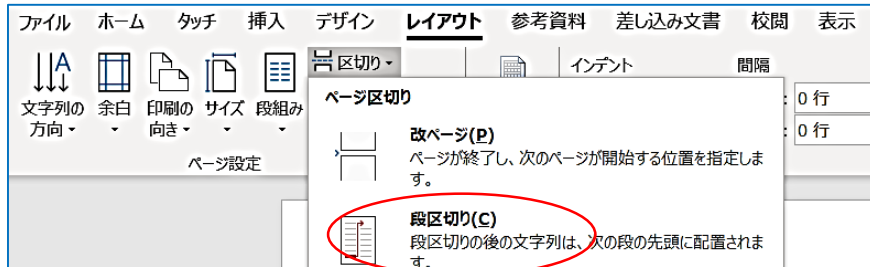 ファイル ホーム タッチ 挿入 デザイン レイアウト 参考資料 差し込み文書 校閲 表示
文字列の方向
余白
印刷の向き
サイズ
段組み
区切り
インデント
間隔
: 0 行
: 0 行
ページ設定
ページ区切り
改ページ(P)
ページが終了し、次のページが開始する位置を指定しま
す。
段区切り(C)
段区切りの後の文字列は、次の段の先頭に配置されま
す。